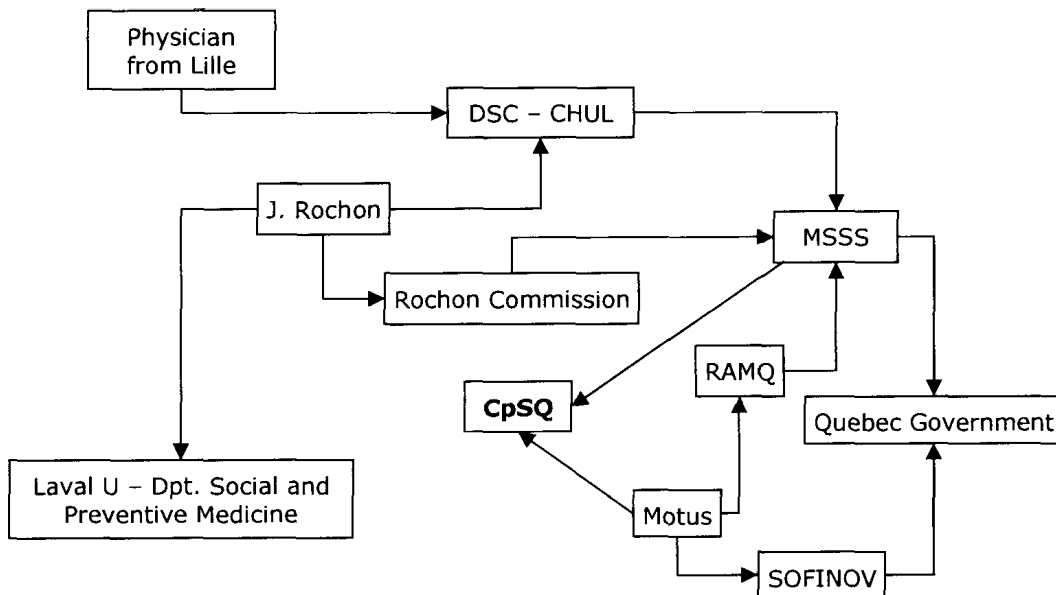 Physician
from Lille
DSC – CHUL
J. Rochon
MSSS
Rochon Commission
RAMQ
CpSQ
Quebec Government
Laval U – Dpt. Social and
Preventive Medicine
Motus
SOFINOV